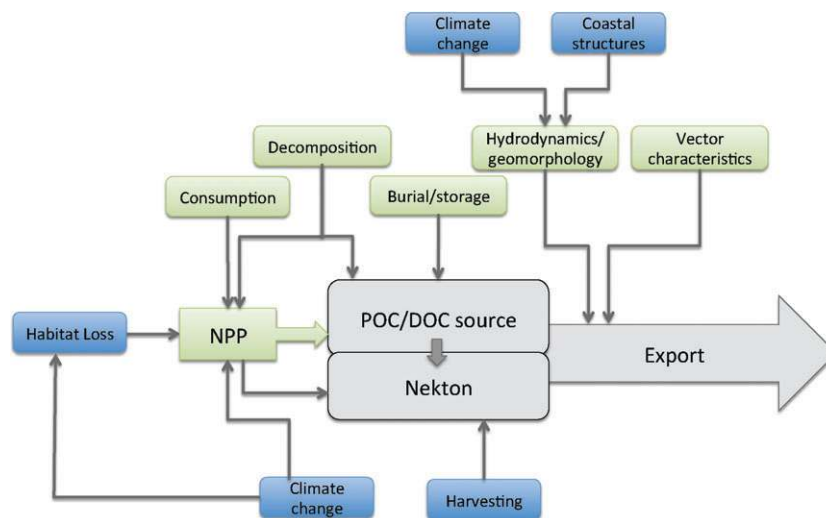 Climate
change
Coastal
structures
Decomposition
Hydrodynamics/
geomorphology
Vector
characteristics
Consumption
Burial/storage
POC/DOC source
Habitat Loss
NPP
Export
Nekton
Climate
change
Harvesting